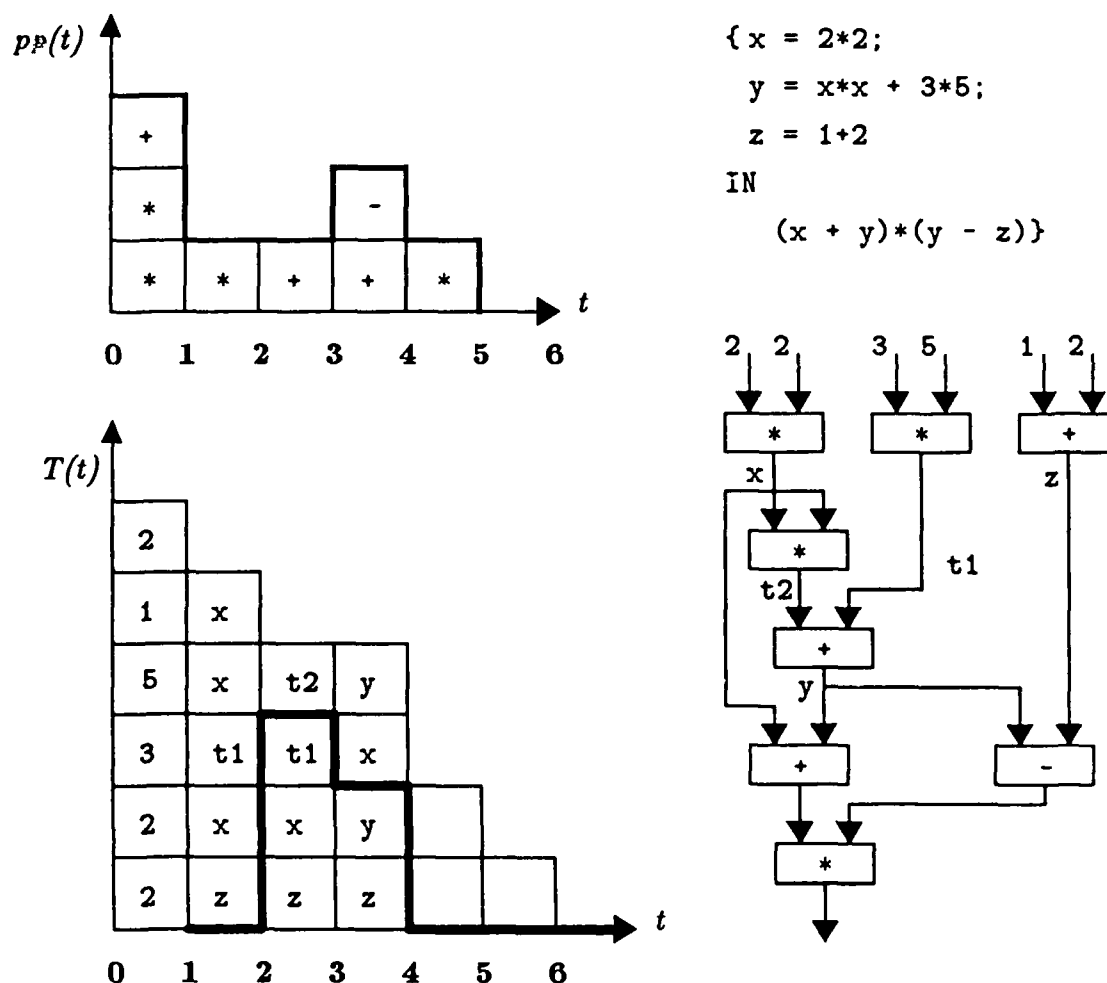 pp(t)
+
*
-
* * + + *
t
0 1 2 3 4 5 6
{ x = 2*2;
y = x*x + 3*5;
z = 1+2
IN
(x + y)*(y - z)}
T(t)
2
1 x
5 x t2 y
3 t1 t1 x
2 x x y
2 z z z
t
0 1 2 3 4 5 6
2 2 3 5 1 2
* * +
x z
*
t2 t1
+
y
+ -
*